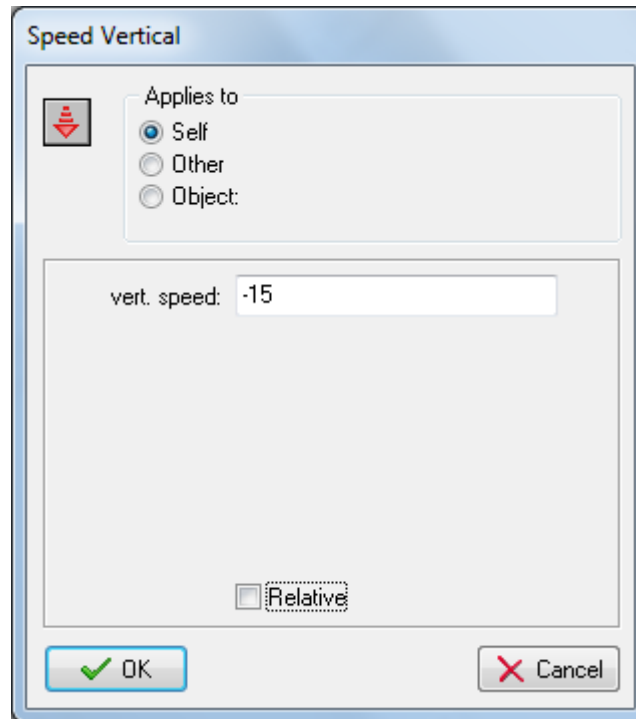 Speed Vertical
Applies to
Self
Other
Object:
vert. speed: -15
Relative
OK Cancel